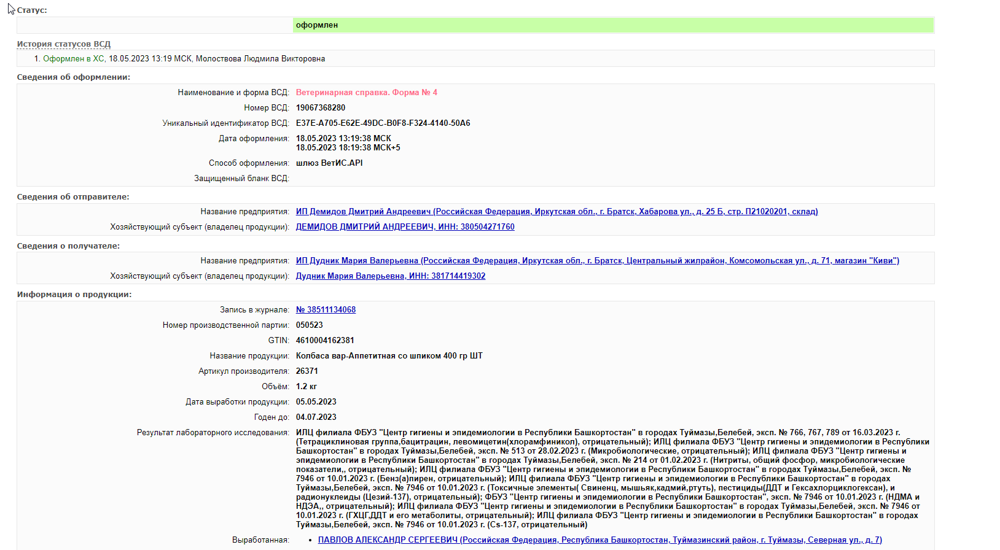 Статус:
оформлен
История статусов ВСД
1. Оформлен в ХС, 18.05.2023 13:19 МСК, Молоствова Людмила Викторовна
Сведения об оформлении:
Наименование и форма ВСД: Ветеринарная справка. Форма № 4
Номер ВСД: 19067368280
Уникальный идентификатор ВСД: E37E-A705-E62E-49DC-B0F8-F324-4140-50A6
Дата оформления: 18.05.2023 13:19:38 МСК
18.05.2023 18:19:38 МСК+5
Способ оформления: шлюз ВетИС.API
Защищенный бланк ВСД:
Сведения об отправителе:
Название предприятия: ИП Демидов Дмитрий Андреевич (Российская Федерация, Иркутская обл., г. Братск, Хабарова ул., д. 25 Б, стр. П21020201, склад)
Хозяйствующий субъект (владелец продукции): ДЕМИДОВ ДМИТРИЙ АНДРЕЕВИЧ, ИНН: 380504271760
Сведения о получателе:
Название предприятия: ИП Дудник Мария Валерьевна (Российская Федерация, Иркутская обл., г. Братск, Центральный жилрайон, Комсомольская ул., д. 71, магазин "Киви")
Хозяйствующий субъект (владелец продукции): Дудник Мария Валерьевна, ИНН: 381714419302
Информация о продукции:
Запись в журнале: № 38511134068
Номер производственной партии: 050523
GTIN: 4610004162381
Название продукции: Колбаса вар-Аппетитная со шпиком 400 гр ШТ
Артикул производителя: 26371
Объём: 1.2 кг
Дата выработки продукции: 05.05.2023
Годен до: 04.07.2023
Результат лабораторного исследования: ИЛЦ филиала ФБУЗ "Центр гигиены и эпидемиологии в Республики Башкортостан" в городах Туймазы,Белебей, эксп. № 766, 767, 789 от 16.03.2023 г.
(Тетрациклиновая группа,бацитрацин, левомицетин(хлорамфиникол), отрицательный); ИЛЦ филиала ФБУЗ "Центр гигиены и эпидемиологии в Республики
Башкортостан" в городах Туймазы,Белебей, эксп. № 513 от 28.02.2023 г. (Микробиологические, отрицательный); ИЛЦ филиала ФБУЗ "Центр гигиены и
эпидемиологии в Республики Башкортостан" в городах Туймазы,Белебей, эксп. № 214 от 01.02.2023 г. (Нитриты, общий фосфор, микробиологические
показатели,, отрицательный); ИЛЦ филиала ФБУЗ "Центр гигиены и эпидемиологии в Республики Башкортостан" в городах Туймазы,Белебей, эксп. №
7946 от 10.01.2023 г. (Бенз(а)пирен, отрицательный); ИЛЦ филиала ФБУЗ "Центр гигиены и эпидемиологии в Республики Башкортостан" в городах
Туймазы,Белебей, эксп. № 7946 от 10.01.2023 г. (Токсичные элементы( Свиненц, мышьяк,кадмий,ртуть), пестициды(ДДТ и Гексахлорциклогексан), и
радионуклеиды (Цезий-137), отрицательный); ФБУЗ "Центр гигиены и эпидемиологии в Республики Башкортостан", эксп. № 7946 от 10.01.2023 г. (НДМА и
НДЭА,, отрицательный); ИЛЦ филиала ФБУЗ "Центр гигиены и эпидемиологии в Республики Башкортостан" в городах Туймазы,Белебей, эксп. № 7946 от
10.01.2023 г. (ГХЦГ,ДДТ и его метаболиты, отрицательный); ИЛЦ филиала ФБУЗ "Центр гигиены и эпидемиологии в Республики Башкортостан" в городах
Туймазы,Белебей, эксп. № 7946 от 10.01.2023 г. (Cs-137, отрицательный)
Выработанная: • ПАВЛОВ АЛЕКСАНДР СЕРГЕЕВИЧ (Российская Федерация, Республика Башкортостан, Туймазинский район, г. Туймазы, Северная ул., д. 7)